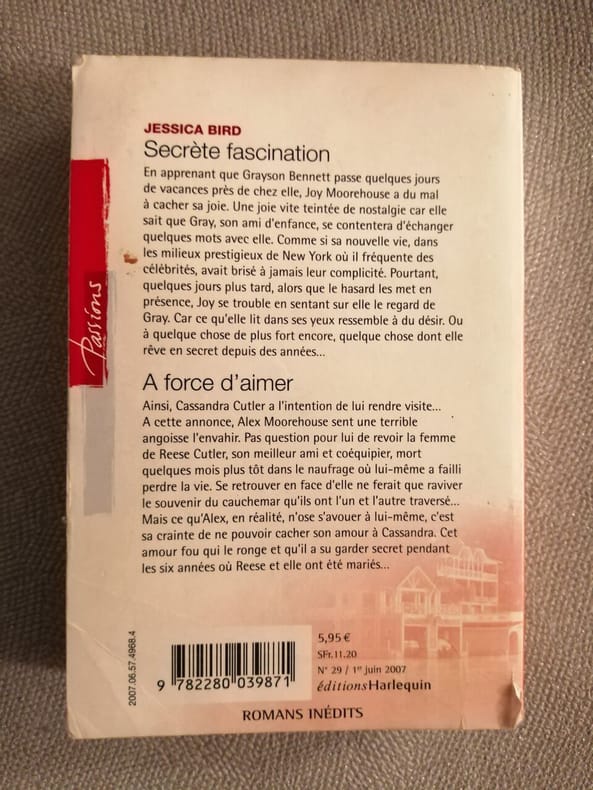 JESSICA BIRD
Secrète fascination
En apprenant que Grayson Bennett passe quelques jours
de vacances près de chez elle, Joy Moorehouse a du mal
à cacher sa joie. Une joie vite teintée de nostalgie car elle
sait que Gray, son ami d'enfance, se contentera d'échanger
quelques mots avec elle. Comme si sa nouvelle vie, dans
les milieux prestigieux de New York où il fréquente des
célébrités, avait brisé à jamais leur complicité. Pourtant,
quelques jours plus tard, alors que le hasard les met en
présence, Joy se trouble en sentant sur elle le regard de
Gray. Car ce qu'elle lit dans ses yeux ressemble à du désir. Ou
à quelque chose de plus fort encore, quelque chose dont elle
rêve en secret depuis des années...
Passions
A force d'aimer
Ainsi, Cassandra Cutler a l'intention de lui rendre visite...
A cette annonce, Alex Moorehouse sent une terrible
angoisse l'envahir. Pas question pour lui de revoir la femme
de Reese Cutler, son meilleur ami et coéquipier, mort
quelques mois plus tôt dans le naufrage où lui-même a failli
perdre la vie. Se retrouver en face d'elle ne ferait que raviver
le souvenir du cauchemar qu'ils ont l'un et l'autre traversé...
Mais ce qu'Alex, en réalité, n'ose s'avouer à lui-même, c'est
sa crainte de ne pouvoir cacher son amour à Cassandra. Cet
amour fou qui le ronge et qu'il a su garder secret pendant
les six années où Reese et elle ont été mariés...
2007.06.57.4968.4
9 782280 039871
5,95 €
SFr.11.20
N° 29 / 1er juin 2007
éditionsHarlequin
ROMANS INÉDITS